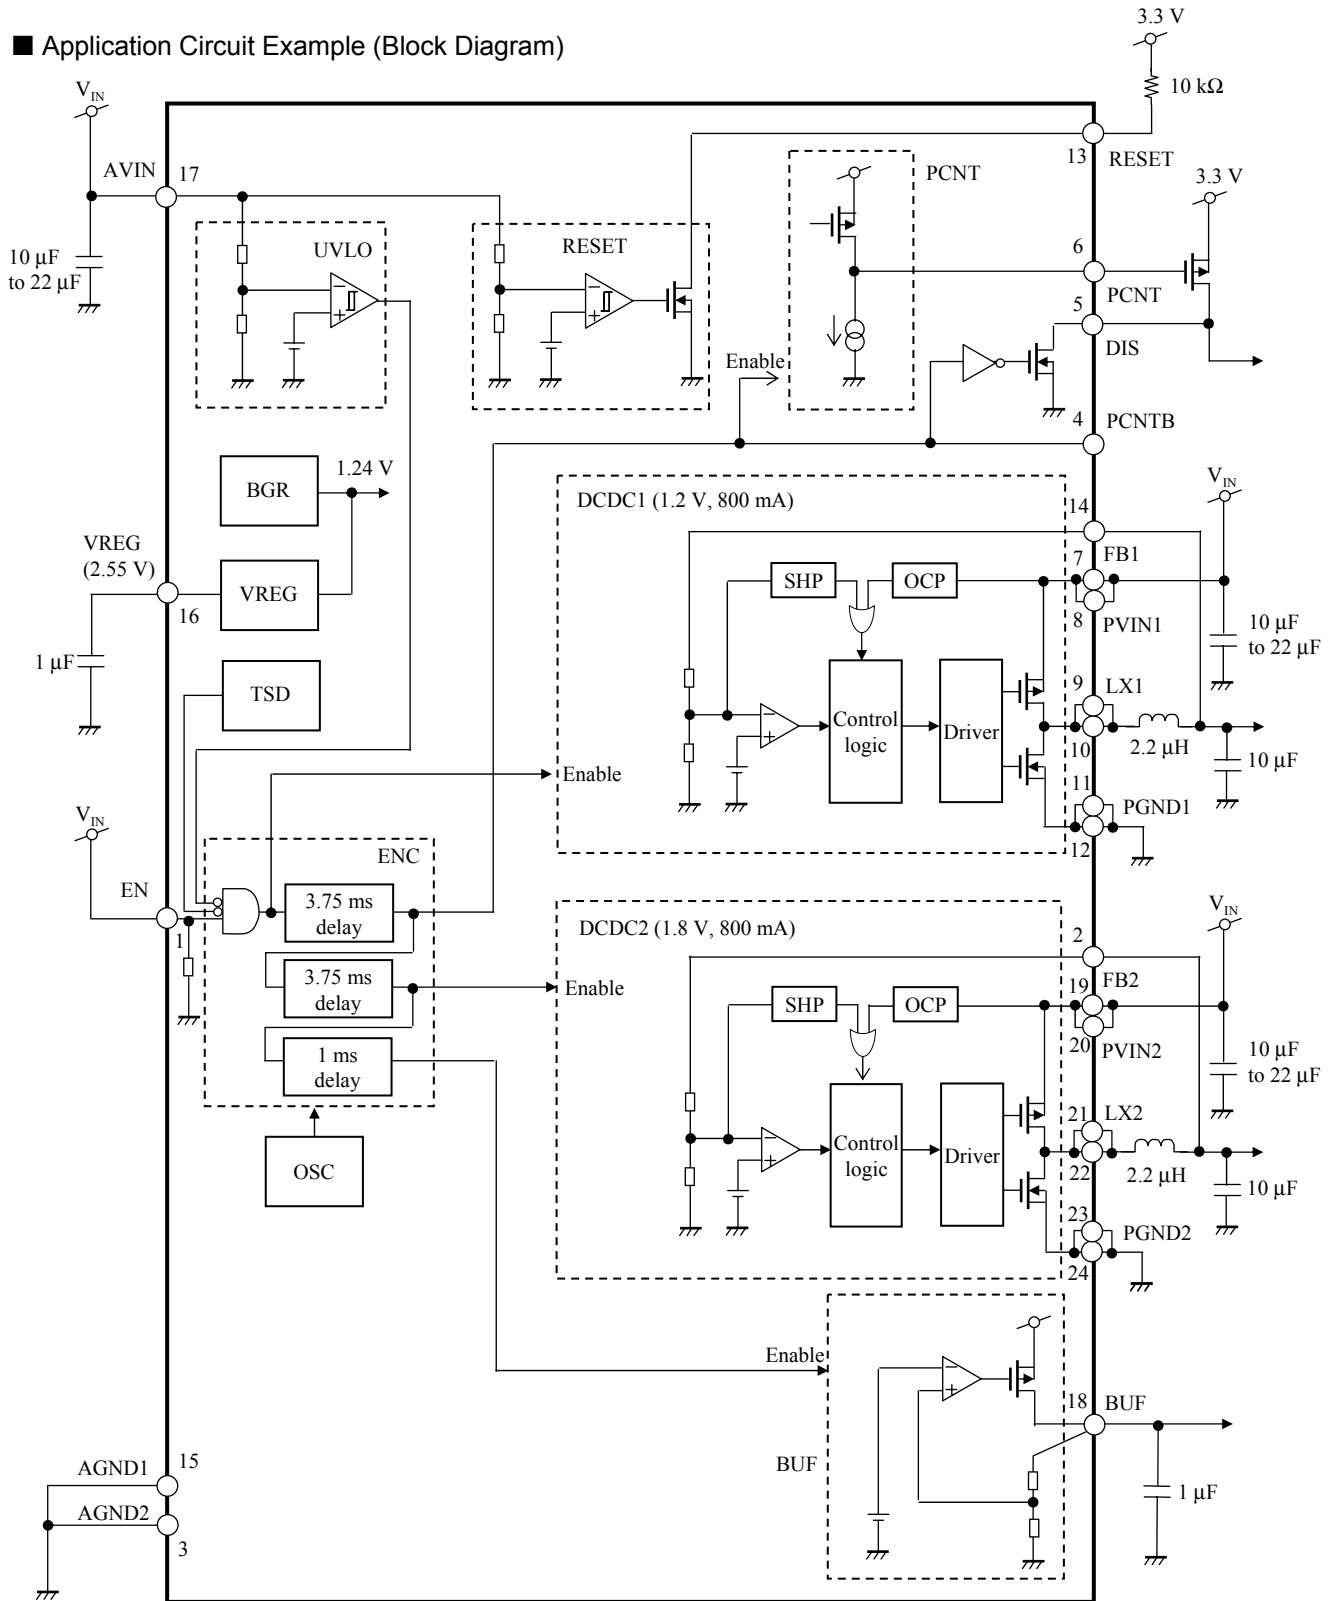 ■ Application Circuit Example (Block Diagram)
3.3 V
10 kΩ
VIN
AVIN
17
10 µF
to 22 µF
UVLO
RESET
PCNT
13
RESET
3.3 V
6
PCNT
5
DIS
Enable
4
PCNTB
BGR
1.24 V
VREG
(2.55 V)
16
VREG
1 µF
TSD
DCDC1 (1.2 V, 800 mA)
14
FB1
VIN
7
8
PVIN1
10 µF
to 22 µF
SHP
OCP
Control
logic
Driver
9
LX1
10
2.2 µH
10 µF
11
PGND1
12
Enable
VIN
EN
1
ENC
3.75 ms
delay
3.75 ms
delay
1 ms
delay
OSC
DCDC2 (1.8 V, 800 mA)
Enable
2
FB2
VIN
19
20
PVIN2
10 µF
to 22 µF
SHP
OCP
Control
logic
Driver
21
LX2
22
2.2 µH
10 µF
23
PGND2
24
Enable
BUF
18
BUF
1 µF
AGND1
15
AGND2
3